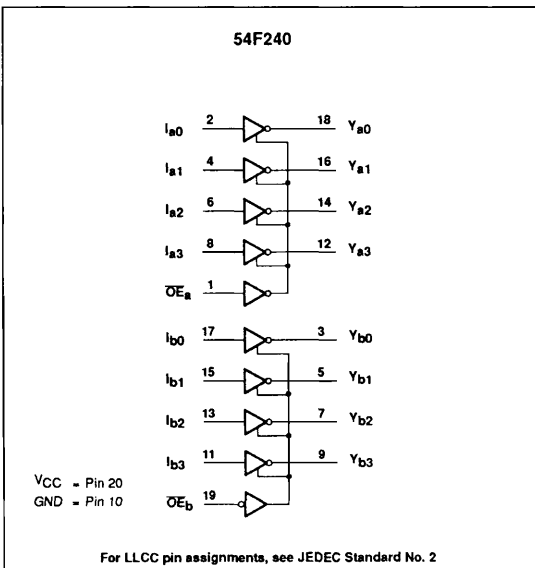 54F240
Ia0 2 18 Ya0
Ia1 4 16 Ya1
Ia2 6 14 Ya2
Ia3 8 12 Ya3
OEa 1
Ib0 17 3 Yb0
Ib1 15 5 Yb1
Ib2 13 7 Yb2
Ib3 11 9 Yb3
OEb 19
VCC = Pin 20
GND = Pin 10
For LLCC pin assignments, see JEDEC Standard No. 2